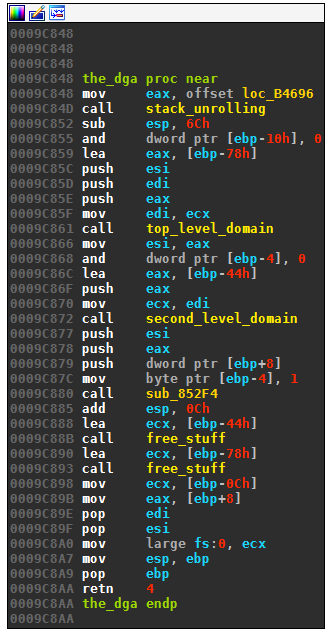 0009C848
0009C848
0009C848
0009C848 the_dga proc near
0009C848 mov     eax, offset loc_B4696
0009C84D call    stack_unrolling
0009C852 sub     esp, 6Ch
0009C855 and     dword ptr [ebp-10h], 0
0009C859 lea     eax, [ebp-78h]
0009C85C push    esi
0009C85D push    edi
0009C85E push    eax
0009C85F mov     edi, ecx
0009C861 call    top_level_domain
0009C866 mov     esi, eax
0009C868 and     dword ptr [ebp-4], 0
0009C86C lea     eax, [ebp-44h]
0009C86F push    eax
0009C870 mov     ecx, edi
0009C872 call    second_level_domain
0009C877 push    esi
0009C878 push    eax
0009C879 push    dword ptr [ebp+8]
0009C87C mov     byte ptr [ebp-4], 1
0009C880 call    sub_852F4
0009C885 add     esp, 0Ch
0009C888 lea     ecx, [ebp-44h]
0009C88B call    free_stuff
0009C890 lea     ecx, [ebp-78h]
0009C893 call    free_stuff
0009C898 mov     ecx, [ebp-0Ch]
0009C89B mov     eax, [ebp+8]
0009C89E pop     edi
0009C89F pop     esi
0009C8A0 mov     large fs:0, ecx
0009C8A7 mov     esp, ebp
0009C8A9 pop     ebp
0009C8AA retn    4
0009C8AA the_dga endp
0009C8AA